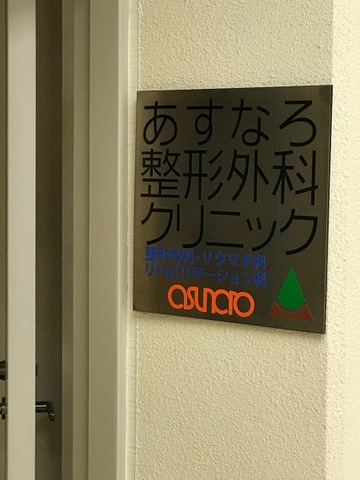 あすなろ
整形外科
クリニック
整形外科・リウマチ科
リハビリテーション科
asunaro